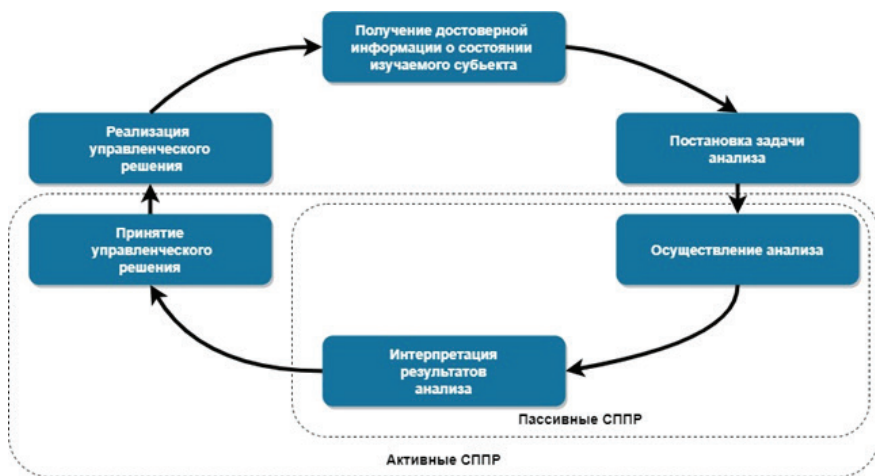 Получение достоверной
информации о состоянии
изучаемого субъекта
Реализация
управленческого
решения
Постановка задачи
анализа
Принятие
управленческого
решения
Осуществление анализа
Интерпретация
результатов
анализа
Пассивные СППР
Активные СППР